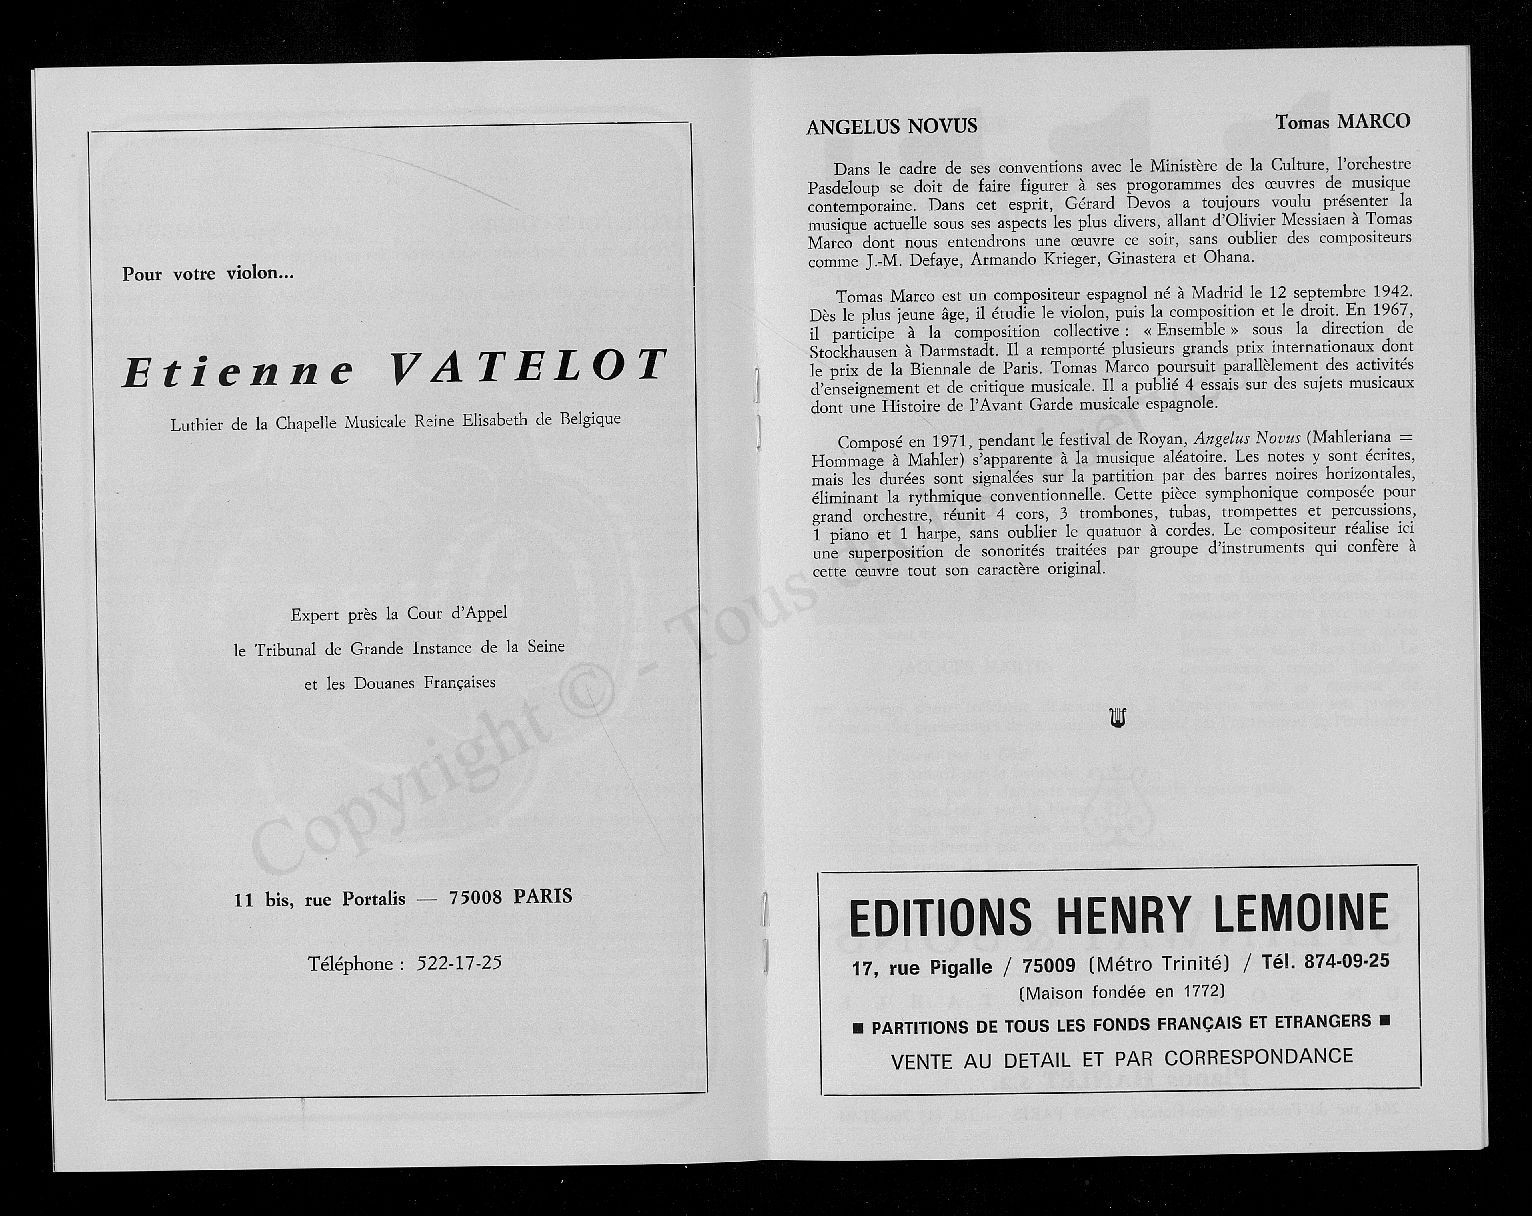 Pour votre violon...
Etienne VATELOT
Luthier de la Chapelle Musicale Reine Elisabeth de Belgique
Expert près la Cour d'Appel
le Tribunal de Grande Instance de la Seine
et les Douanes Françaises
11 bis, rue Portalis — 75008 PARIS
Téléphone : 522-17-25
ANGELUS NOVUS Tomas MARCO
Dans le cadre de ses conventions avec le Ministère de la Culture, l'orchestre
Pasdeloup se doit de faire figurer à ses progorammes des œuvres de musique
contemporaine. Dans cet esprit, Gérard Devos a toujours voulu présenter la
musique actuelle sous ses aspects les plus divers, allant d'Olivier Messiaen à Tomas
Marco dont nous entendrons une œuvre ce soir, sans oublier des compositeurs
comme J.-M. Defaye, Armando Krieger, Ginastera et Ohana.
Tomas Marco est un compositeur espagnol né à Madrid le 12 septembre 1942.
Dès le plus jeune âge, il étudie le violon, puis la composition et le droit. En 1967,
il participe à la composition collective : « Ensemble » sous la direction de
Stockhausen à Darmstadt. Il a remporté plusieurs grands prix internationaux dont
le prix de la Biennale de Paris. Tomas Marco poursuit parallèlement des activités
d'enseignement et de critique musicale. Il a publié 4 essais sur des sujets musicaux
dont une Histoire de l'Avant Garde musicale espagnole.
Composé en 1971, pendant le festival de Royan, Angelus Novus (Mahleriana =
Hommage à Mahler) s'apparente à la musique aléatoire. Les notes y sont écrites,
mais les durées sont signalées sur la partition par des barres noires horizontales,
éliminant la rythmique conventionnelle. Cette pièce symphonique composée pour
grand orchestre, réunit 4 cors, 3 trombones, tubas, trompettes et percussions,
1 piano et 1 harpe, sans oublier le quatuor à cordes. Le compositeur réalise ici
une superposition de sonorités traitées par groupe d'instruments qui confère à
cette œuvre tout son caractère original.
EDITIONS HENRY LEMOINE
17, rue Pigalle / 75009 (Métro Trinité) / Tél. 874-09-25
(Maison fondée en 1772)
■ PARTITIONS DE TOUS LES FONDS FRANÇAIS ET ETRANGERS ■
VENTE AU DETAIL ET PAR CORRESPONDANCE
Copyright © - Tous